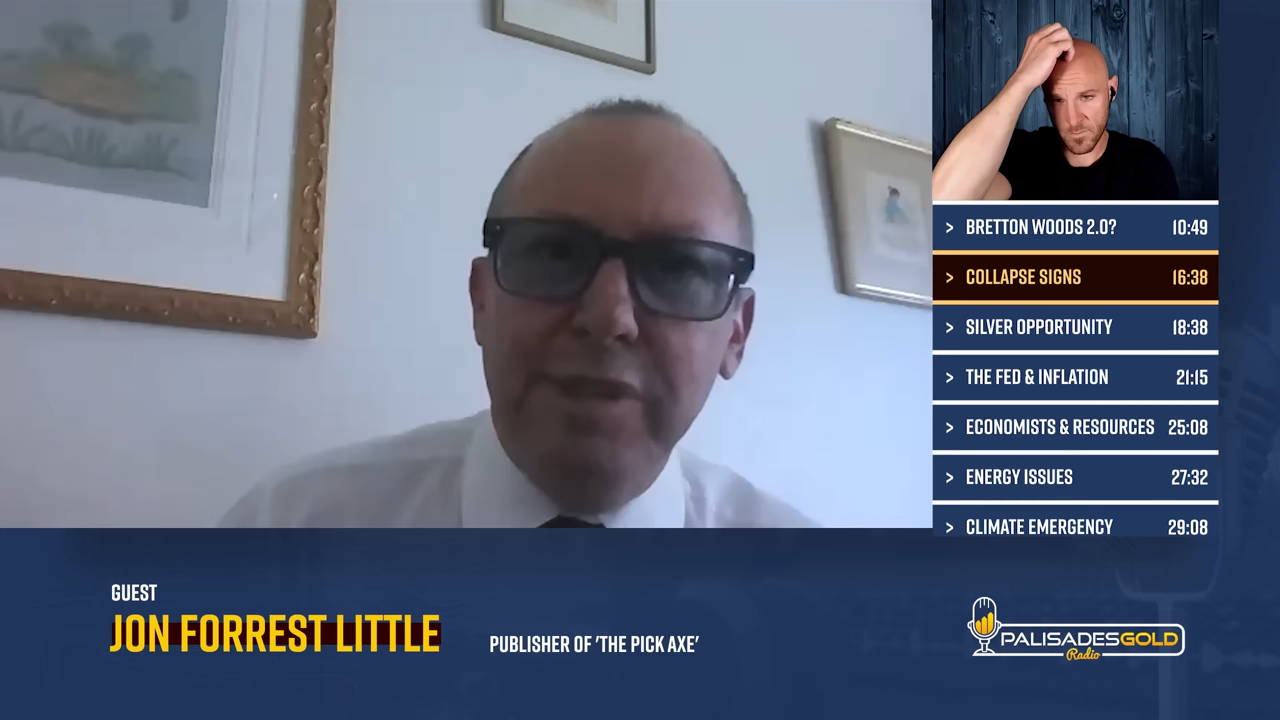 > BRETTON WOODS 2.0? 10:49
> COLLAPSE SIGNS 16:38
> SILVER OPPORTUNITY 18:38
> THE FED & INFLATION 21:15
> ECONOMISTS & RESOURCES 25:08
> ENERGY ISSUES 27:32
> CLIMATE EMERGENCY 29:08
GUEST
JON FORREST LITTLE
PUBLISHER OF 'THE PICK AXE'
PALISADESGOLD
Radio